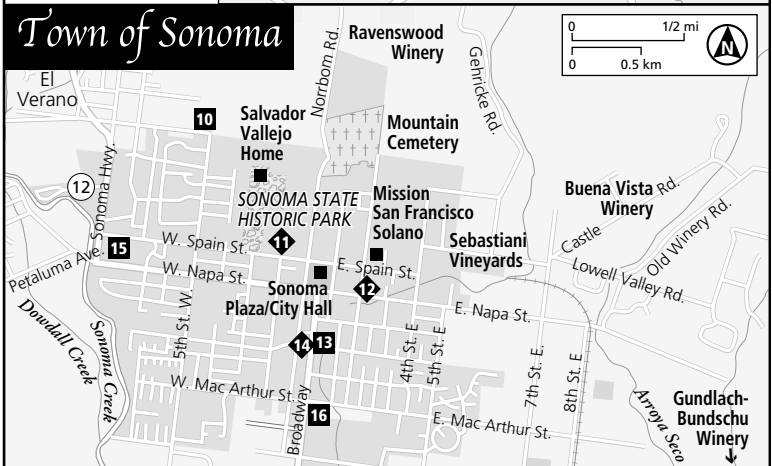 Town of Sonoma
0 1/2 mi
0 0.5 km
N
Ravenswood
Winery
Norrbom Rd.
Gehricke Rd.
El
Verano
10
Salvador
Vallejo
Home
Mountain
Cemetery
Sonoma Hwy.
12
SONOMA STATE
HISTORIC PARK
Mission
San Francisco
Solano
Buena Vista
Winery
Castle Rd.
Old Winery Rd.
Lowell Valley Rd.
Sebastiani
Vineyards
15
Petaluma Ave.
W. Spain St.
11
E. Spain St.
W. Napa St.
12
Sonoma
Plaza/City Hall
E. Napa St.
Dowdall Creek
Sonoma Creek
5th St. W.
14
13
4th St. E
5th St. E
7th St. E.
8th St. E
W. Mac Arthur St.
16
Broadway
E. Mac Arthur St.
Arroya Seco
Gundlach-
Bundschu
Winery